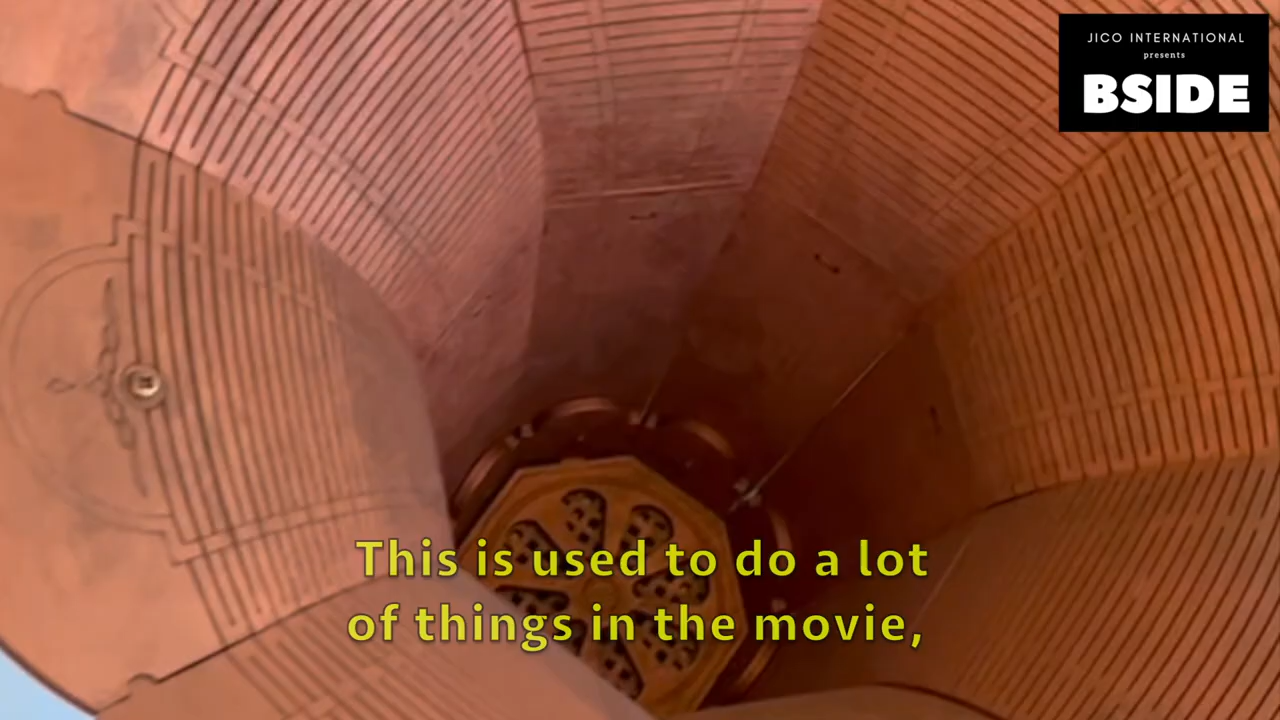 JICO INTERNATIONAL
presents
BSIDE
This is used to do a lot
of things in the movie,